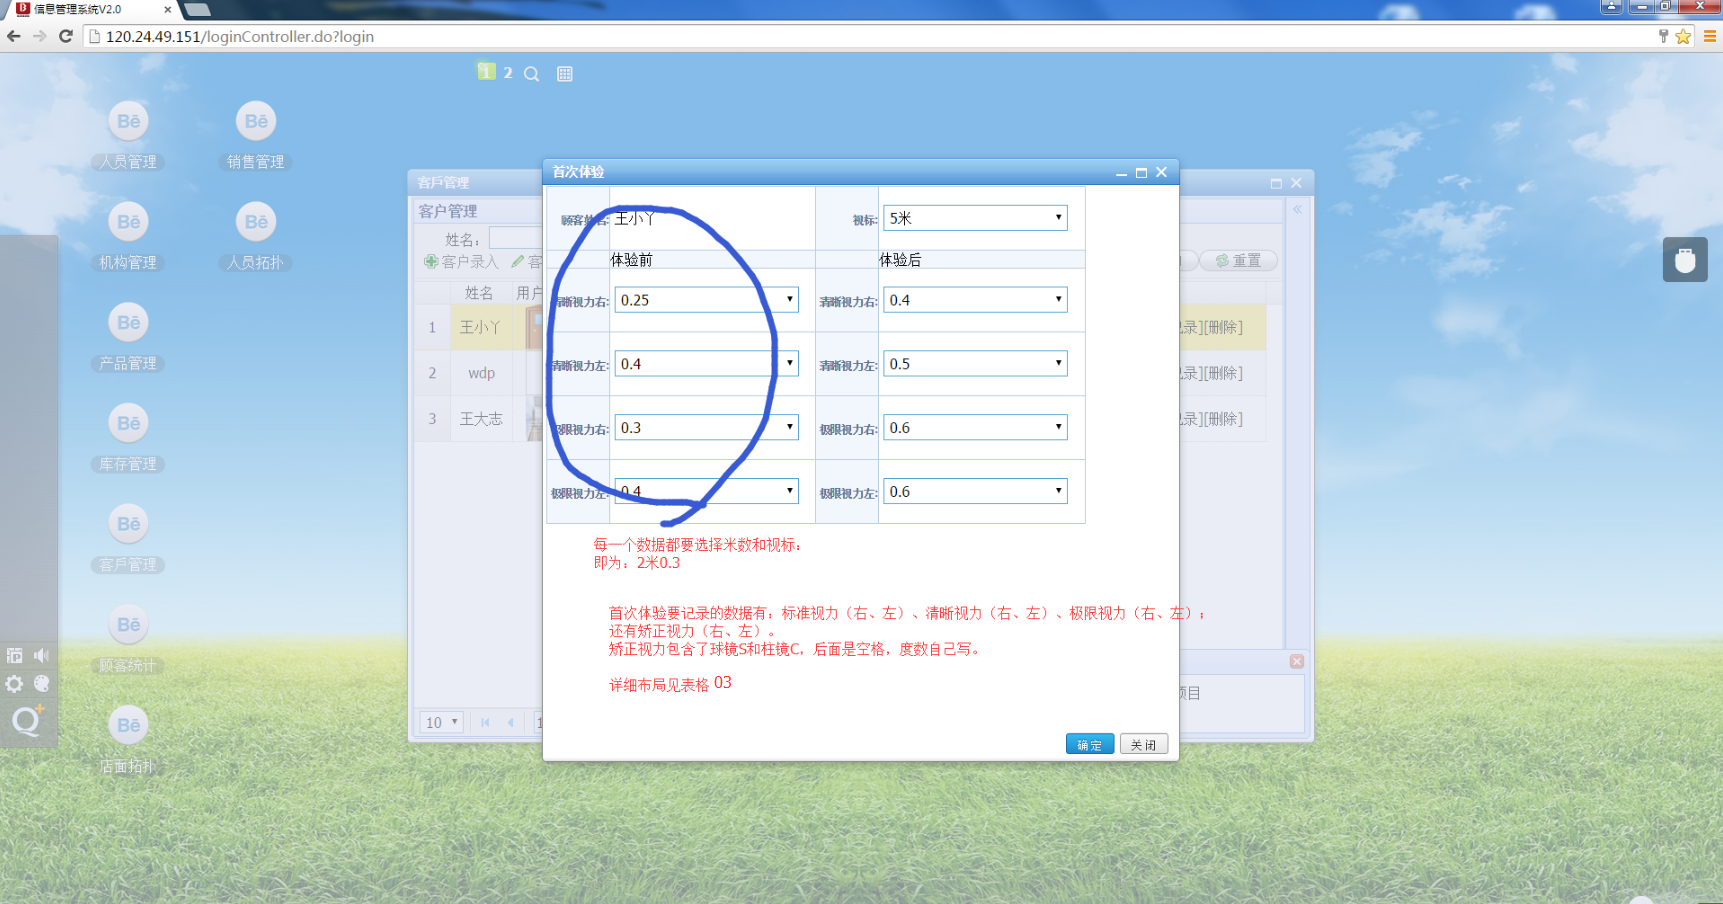 信息管理系统V2.0
120.24.49.151/loginController.do?login
1 2
Bē Bē
人员管理 销售管理
Bē Bē
机构管理 人员拓扑
Bē
产品管理
Bē
库存管理
Bē
客戶管理
Bē
顾客统计
Bē
店面拓扑
客戶管理
客户管理
姓名：
客户录入 客
重置
姓名 用户
1 王小丫 录][删除]
2 wdp 录][删除]
3 王大志 录][删除]
10 1
项目
首次体验
顾客姓名: 王小丫 视标: 5米
体验前 体验后
清晰视力右: 0.25 清晰视力右: 0.4
清晰视力左: 0.4 清晰视力左: 0.5
极限视力右: 0.3 极限视力右: 0.6
极限视力左: 0.4 极限视力左: 0.6
每一个数据都要选择米数和视标：
即为：2米0.3
首次体验要记录的数据有：标准视力（右、左）、清晰视力（右、左）、极限视力（右、左）；
还有矫正视力（右、左）。
矫正视力包含了球镜S和柱镜C，后面是空格，度数自己写。
详细布局见表格 03
确定 关闭